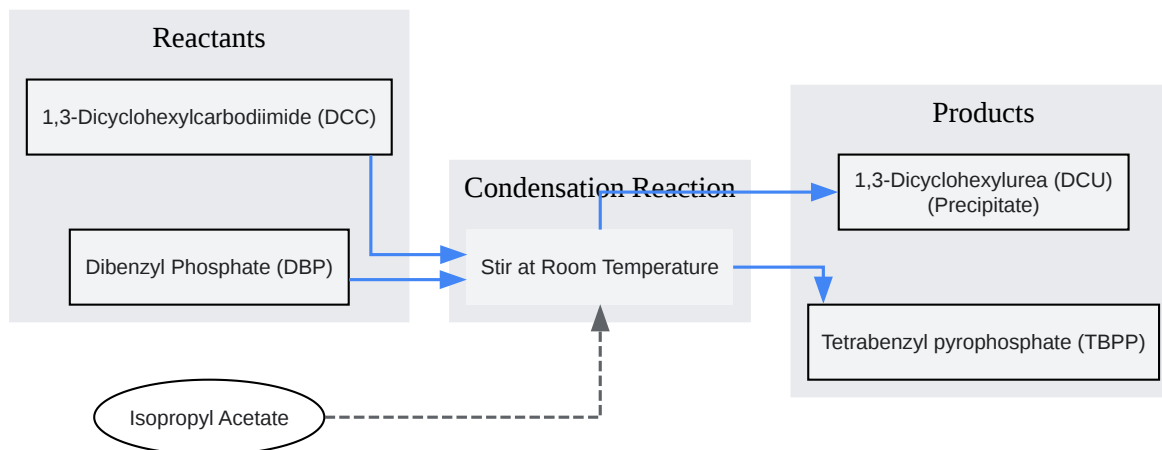 Reactants
1,3-Dicyclohexylcarbodiimide (DCC)
Dibenzyl Phosphate (DBP)
Isopropyl Acetate
Condensation Reaction
Stir at Room Temperature
Products
1,3-Dicyclohexylurea (DCU)
(Precipitate)
Tetrabenzyl pyrophosphate (TBPP)